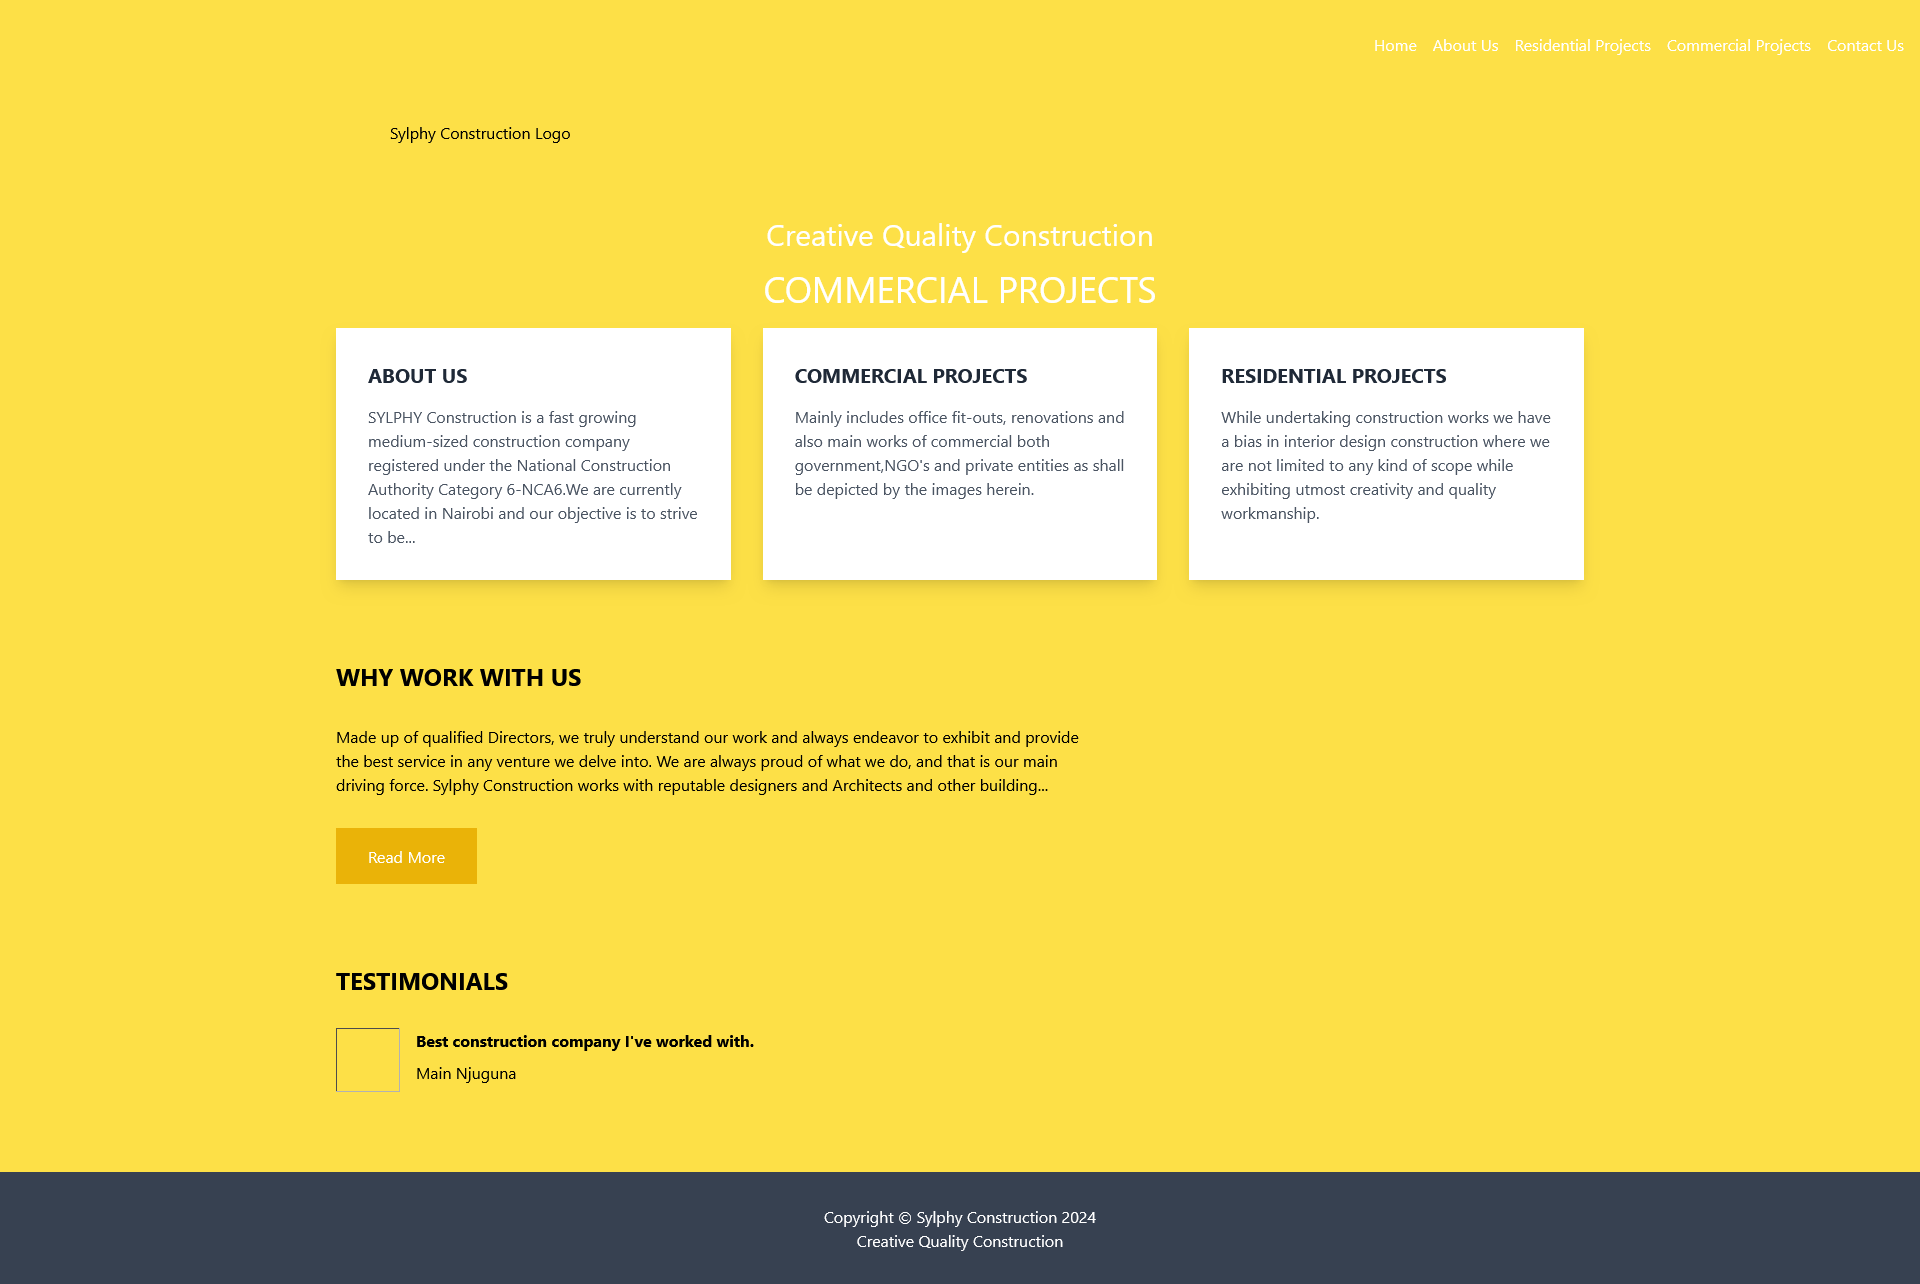 Home About Us Residential Projects Commercial Projects Contact Us
Sylphy Construction Logo
Creative Quality Construction
COMMERCIAL PROJECTS
ABOUT US
SYLPHY Construction is a fast growing
medium-sized construction company
registered under the National Construction
Authority Category 6-NCA6.We are currently
located in Nairobi and our objective is to strive
to be...
COMMERCIAL PROJECTS
Mainly includes office fit-outs, renovations and
also main works of commercial both
government,NGO's and private entities as shall
be depicted by the images herein.
RESIDENTIAL PROJECTS
While undertaking construction works we have
a bias in interior design construction where we
are not limited to any kind of scope while
exhibiting utmost creativity and quality
workmanship.
WHY WORK WITH US
Made up of qualified Directors, we truly understand our work and always endeavor to exhibit and provide
the best service in any venture we delve into. We are always proud of what we do, and that is our main
driving force. Sylphy Construction works with reputable designers and Architects and other building...
Read More
TESTIMONIALS
Best construction company I've worked with.
Main Njuguna
Copyright © Sylphy Construction 2024
Creative Quality Construction